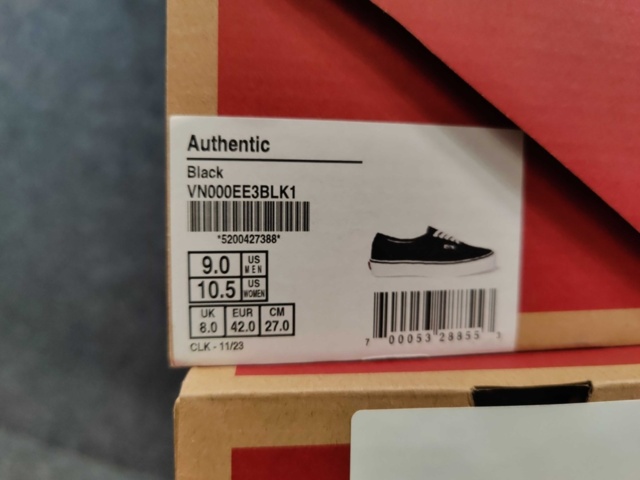 Authentic
Black
VN000EE3BLK1
*5200427388*
9.0 US MEN
10.5 US WOMEN
UK EUR CM
8.0 42.0 27.0
CLK - 11/23
7 00053 28855 3